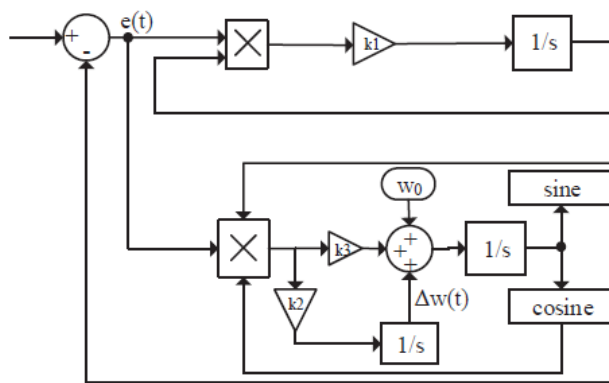 e(t)
+
-
k1
1/s
w₀
sine
+
+
+
k3
1/s
Δw(t)
k2
cosine
1/s